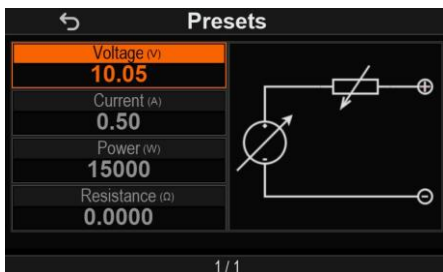 Presets
Voltage (V)
10.05
Current (A)
0.50
Power (W)
15000
Resistance (Ω)
0.0000
1/1